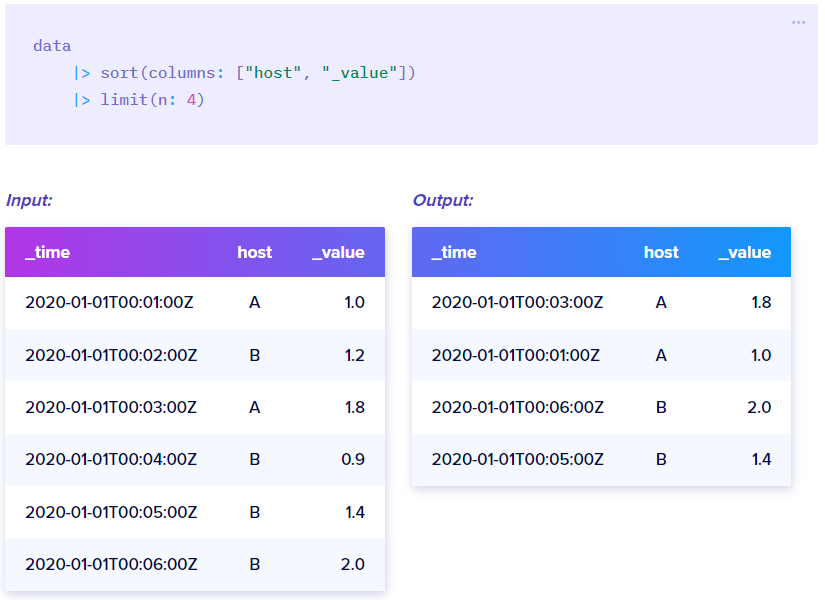 data
    |> sort(columns: ["host", "_value"])
    |> limit(n: 4)
Input:
_time host _value
2020-01-01T00:01:00Z A 1.0
2020-01-01T00:02:00Z B 1.2
2020-01-01T00:03:00Z A 1.8
2020-01-01T00:04:00Z B 0.9
2020-01-01T00:05:00Z B 1.4
2020-01-01T00:06:00Z B 2.0
Output:
_time host _value
2020-01-01T00:03:00Z A 1.8
2020-01-01T00:01:00Z A 1.0
2020-01-01T00:06:00Z B 2.0
2020-01-01T00:05:00Z B 1.4